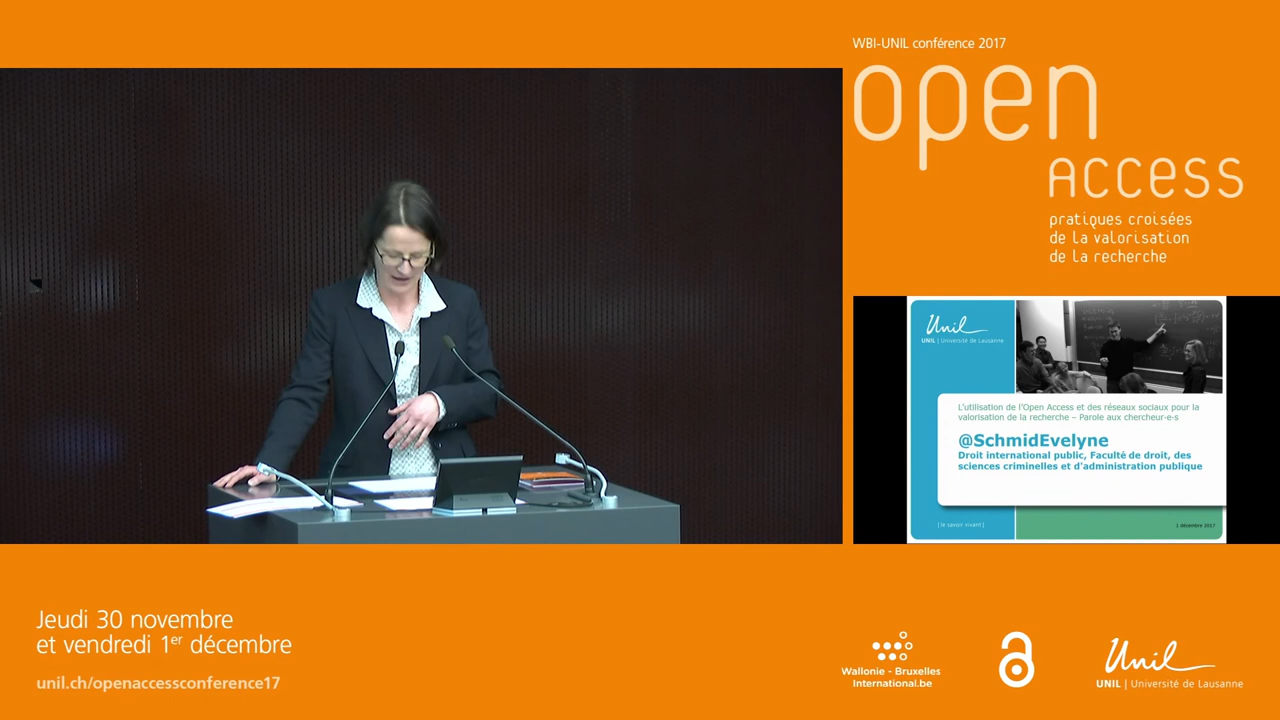 WBI-UNIL conférence 2017
open
access
pratiques croisées
de la valorisation
de la recherche
Unil
UNIL | Université de Lausanne
L'utilisation de l'Open Access et des réseaux sociaux pour la
valorisation de la recherche – Parole aux chercheur-e-s
@SchmidEvelyne
Droit international public, Faculté de droit, des
sciences criminelles et d'administration publique
| le savoir vivant |
1 décembre 2017
Jeudi 30 novembre
et vendredi 1er décembre
unil.ch/openaccessconference17
Wallonie - Bruxelles
International.be
Unil
UNIL | Université de Lausanne